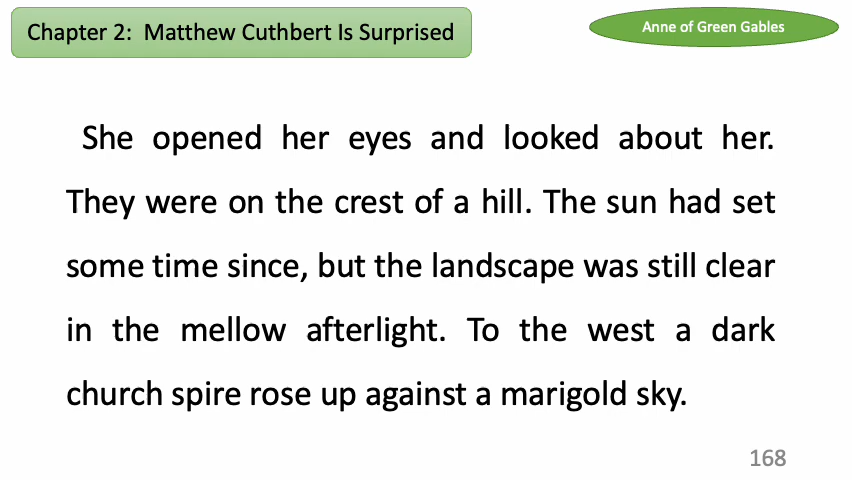 Chapter 2: Matthew Cuthbert Is Surprised
Anne of Green Gables
She opened her eyes and looked about her.
They were on the crest of a hill. The sun had set
some time since, but the landscape was still clear
in the mellow afterlight. To the west a dark
church spire rose up against a marigold sky.
168